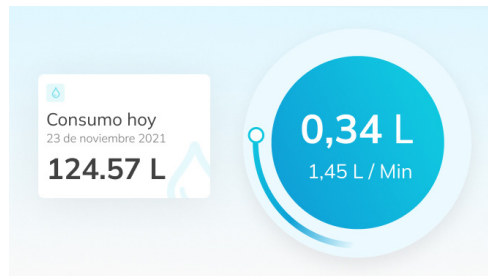 Consumo hoy
23 de noviembre 2021
124.57 L
0,34 L
1,45 L / Min